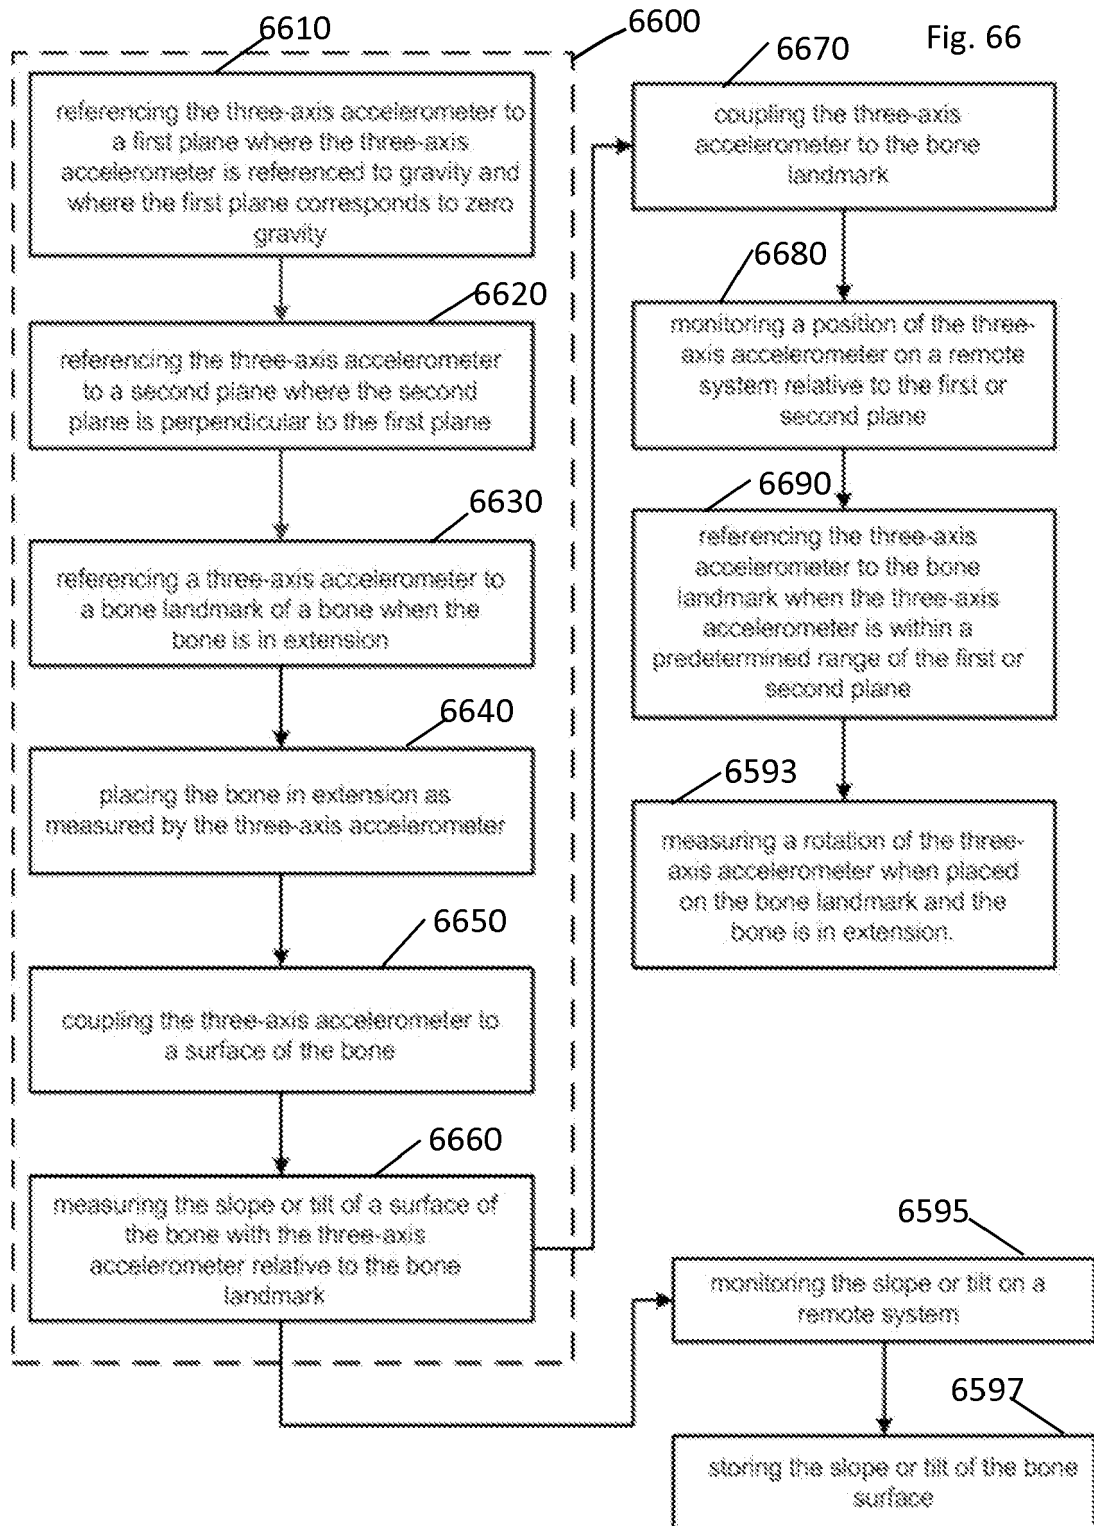 Fig. 66
6600
6610
referencing the three-axis accelerometer to
a first plane where the three-axis
accelerometer is referenced to gravity and
where the first plane corresponds to zero
gravity
6620
referencing the three-axis accelerometer
to a second plane where the second
plane is perpendicular to the first plane
6630
referencing a three-axis accelerometer to
a bone landmark of a bone when the
bone is in extension
6640
placing the bone in extension as
measured by the three-axis accelerometer
6650
coupling the three-axis accelerometer to
a surface of the bone
6660
measuring the slope or tilt of a surface of
the bone with the three-axis
accelerometer relative to the bone
landmark
6670
coupling the three-axis
accelerometer to the bone
landmark
6680
monitoring a position of the three-
axis accelerometer on a remote
system relative to the first or
second plane
6690
referencing the three-axis
accelerometer to the bone
landmark when the three-axis
accelerometer is within a
predetermined range of the first or
second plane
6593
measuring a rotation of the three-
axis accelerometer when placed
on the bone landmark and the
bone is in extension.
6595
monitoring the slope or tilt on a
remote system
6597
storing the slope or tilt of the bone
surface